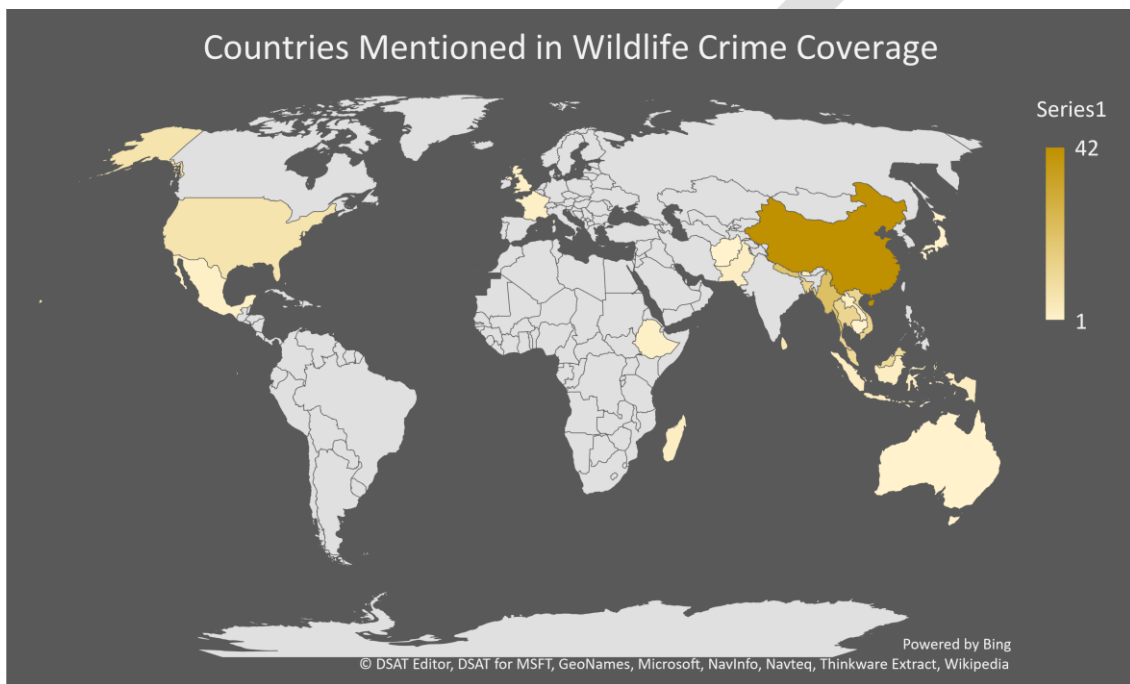 Countries Mentioned in Wildlife Crime Coverage
Series1
42
1
Powered by Bing
© DSAT Editor, DSAT for MSFT, GeoNames, Microsoft, NavInfo, Navteq, Thinkware Extract, Wikipedia